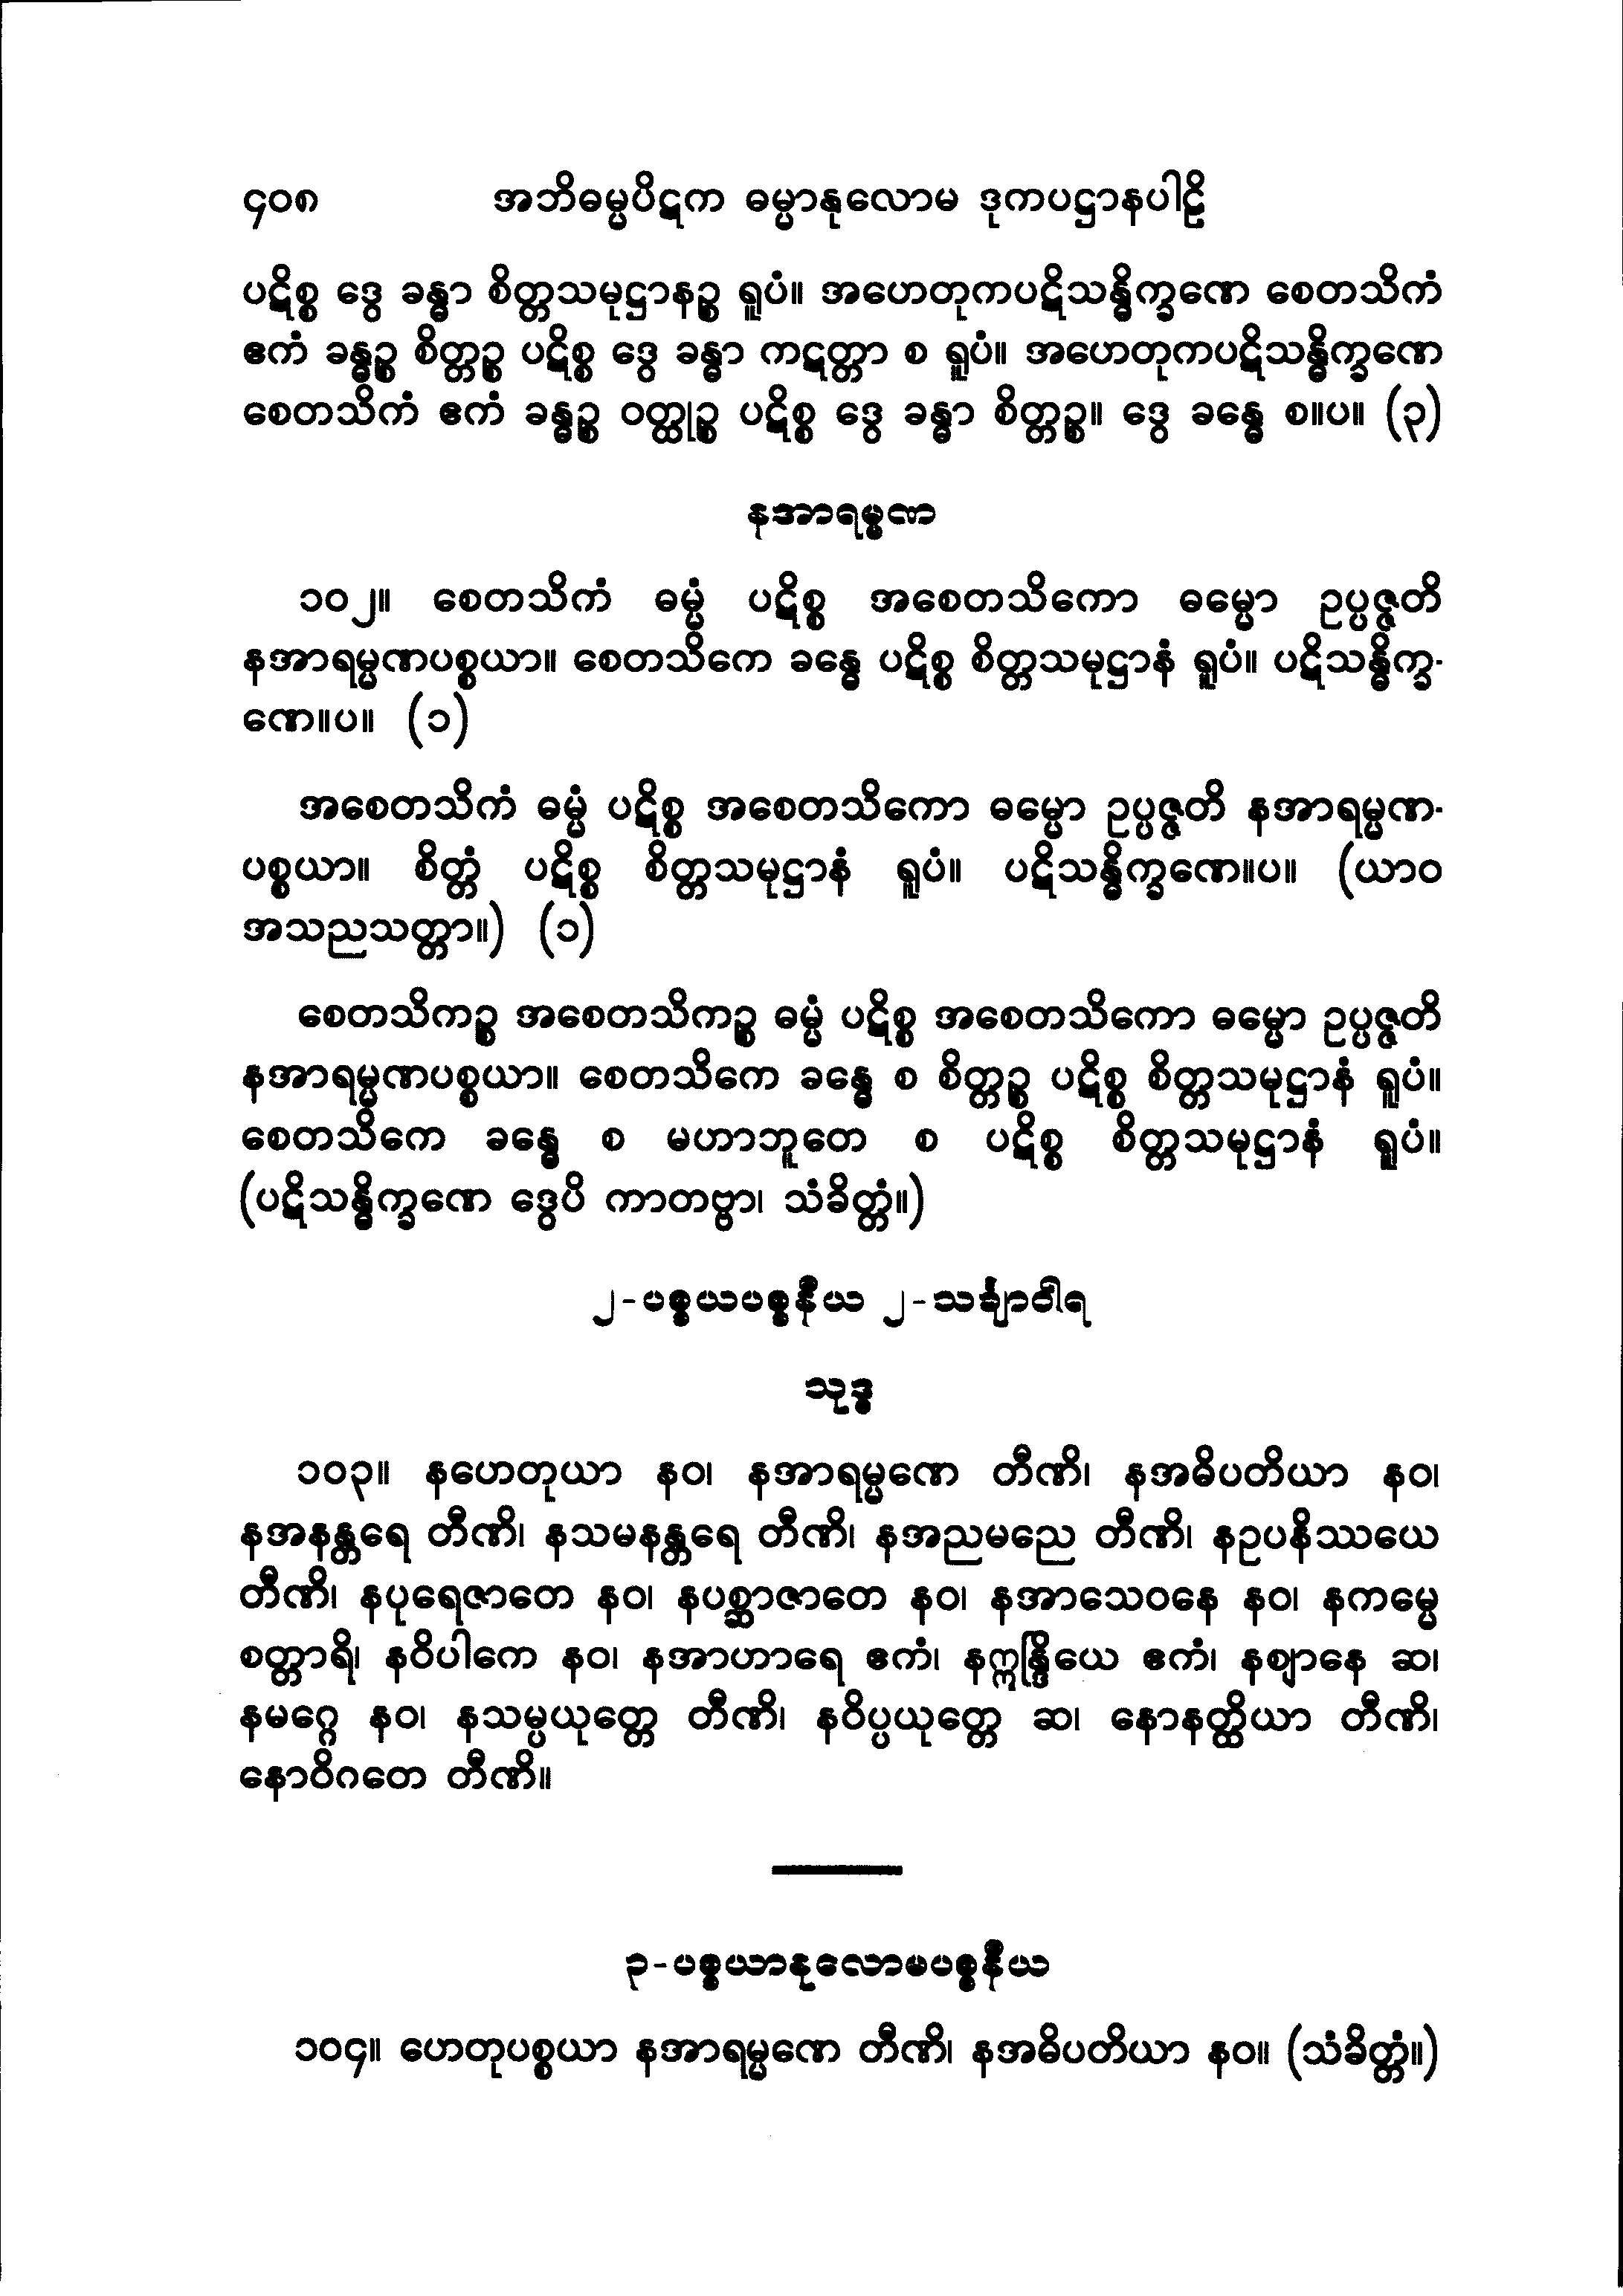 ၄၀၈ အဘိဓမ္မပိဋက ဓမ္မာနုလောမ ဒုကပဋ္ဌာနပါဠိ
ပဋိစ္စ ဒွေ ခန္ဓာ စိတ္တသမုဋ္ဌာနဉ္စ ရူပံ။ အဟေတုကပဋိသန္ဓိက္ခဏေ စေတသိကံ
ဧကံ ခန္ဓဉ္စ စိတ္တဉ္စ ပဋိစ္စ ဒွေ ခန္ဓာ ကဋတ္တာ စ ရူပံ။ အဟေတုကပဋိသန္ဓိက္ခဏေ
စေတသိကံ ဧကံ ခန္ဓဉ္စ ဝတ္ထုဉ္စ ပဋိစ္စ ဒွေ ခန္ဓာ စိတ္တဉ္စ။ ဒွေ ခန္ဓေ စ။ပ။ (၃)
နအာရမ္မဏ
၁၀၂။ စေတသိကံ ဓမ္မံ ပဋိစ္စ အစေတသိကော ဓမ္မော ဥပ္ပဇ္ဇတိ
နအာရမ္မဏပစ္စယာ။ စေတသိကေ ခန္ဓေ ပဋိစ္စ စိတ္တသမုဋ္ဌာနံ ရူပံ။ ပဋိသန္ဓိက္ခ-
ဏေ။ပ။ (၁)
အစေတသိကံ ဓမ္မံ ပဋိစ္စ အစေတသိကော ဓမ္မော ဥပ္ပဇ္ဇတိ နအာရမ္မဏ-
ပစ္စယာ။ စိတ္တံ ပဋိစ္စ စိတ္တသမုဋ္ဌာနံ ရူပံ။ ပဋိသန္ဓိက္ခဏေ။ပ။ (ယာဝ
အသညသတ္တာ။) (၁)
စေတသိကဉ္စ အစေတသိကဉ္စ ဓမ္မံ ပဋိစ္စ အစေတသိကော ဓမ္မော ဥပ္ပဇ္ဇတိ
နအာရမ္မဏပစ္စယာ။ စေတသိကေ ခန္ဓေ စ စိတ္တဉ္စ ပဋိစ္စ စိတ္တသမုဋ္ဌာနံ ရူပံ။
စေတသိကေ ခန္ဓေ စ မဟာဘူတေ စ ပဋိစ္စ စိတ္တသမုဋ္ဌာနံ ရူပံ။
(ပဋိသန္ဓိက္ခဏေ ဒွေပိ ကာတဗ္ဗာ၊ သံခိတ္တံ။)
၂-ပစ္စယပစ္စနီယ ၂-သင်္ချာဝါရ
သုဒ္ဓ
၁၀၃။ နဟေတုယာ နဝ၊ နအာရမ္မဏေ တီဏိ၊ နအဓိပတိယာ နဝ၊
နအနန္တရေ တီဏိ၊ နသမနန္တရေ တီဏိ၊ နအညမညေ တီဏိ၊ နဥပနိဿယေ
တီဏိ၊ နပုရေဇာတေ နဝ၊ နပစ္ဆာဇာတေ နဝ၊ နအာသေဝနေ နဝ၊ နကမ္မေ
စတ္တာရိ၊ နဝိပါကေ နဝ၊ နအာဟာရေ ဧကံ၊ နဣန္ဒြိယေ ဧကံ၊ နဈာနေ ဆ၊
နမဂ္ဂေ နဝ၊ နသမ္ပယုတ္တေ တီဏိ၊ နဝိပ္ပယုတ္တေ ဆ၊ နောနတ္ထိယာ တီဏိ၊
နောဝိဂတေ တီဏိ။
၃-ပစ္စယာနုလောမပစ္စနီယ
၁၀၄။ ဟေတုပစ္စယာ နအာရမ္မဏေ တီဏိ၊ နအဓိပတိယာ နဝ။ (သံခိတ္တံ။)